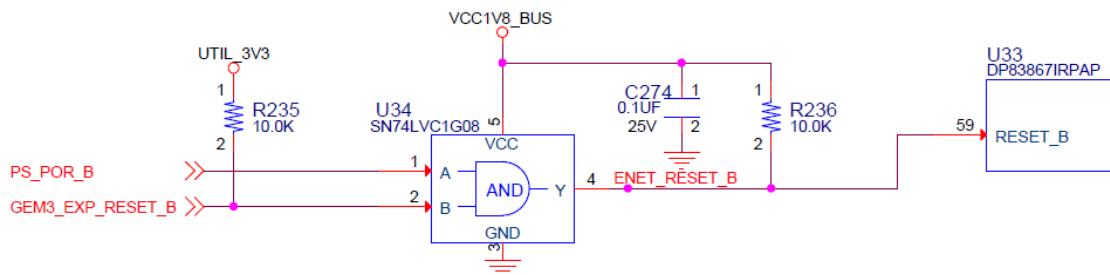 VCC1V8_BUS
UTIL_3V3
U33
DP83867IRPAP
1
R235
10.0K
2
U34
SN74LVC1G08
5
VCC
C274
0.1UF
25V
1
2
1
R236
10.0K
2
59
RESET_B
PS_POR_B
1
A
AND
Y
4
ENET_RESET_B
GEM3_EXP_RESET_B
2
B
GND
3